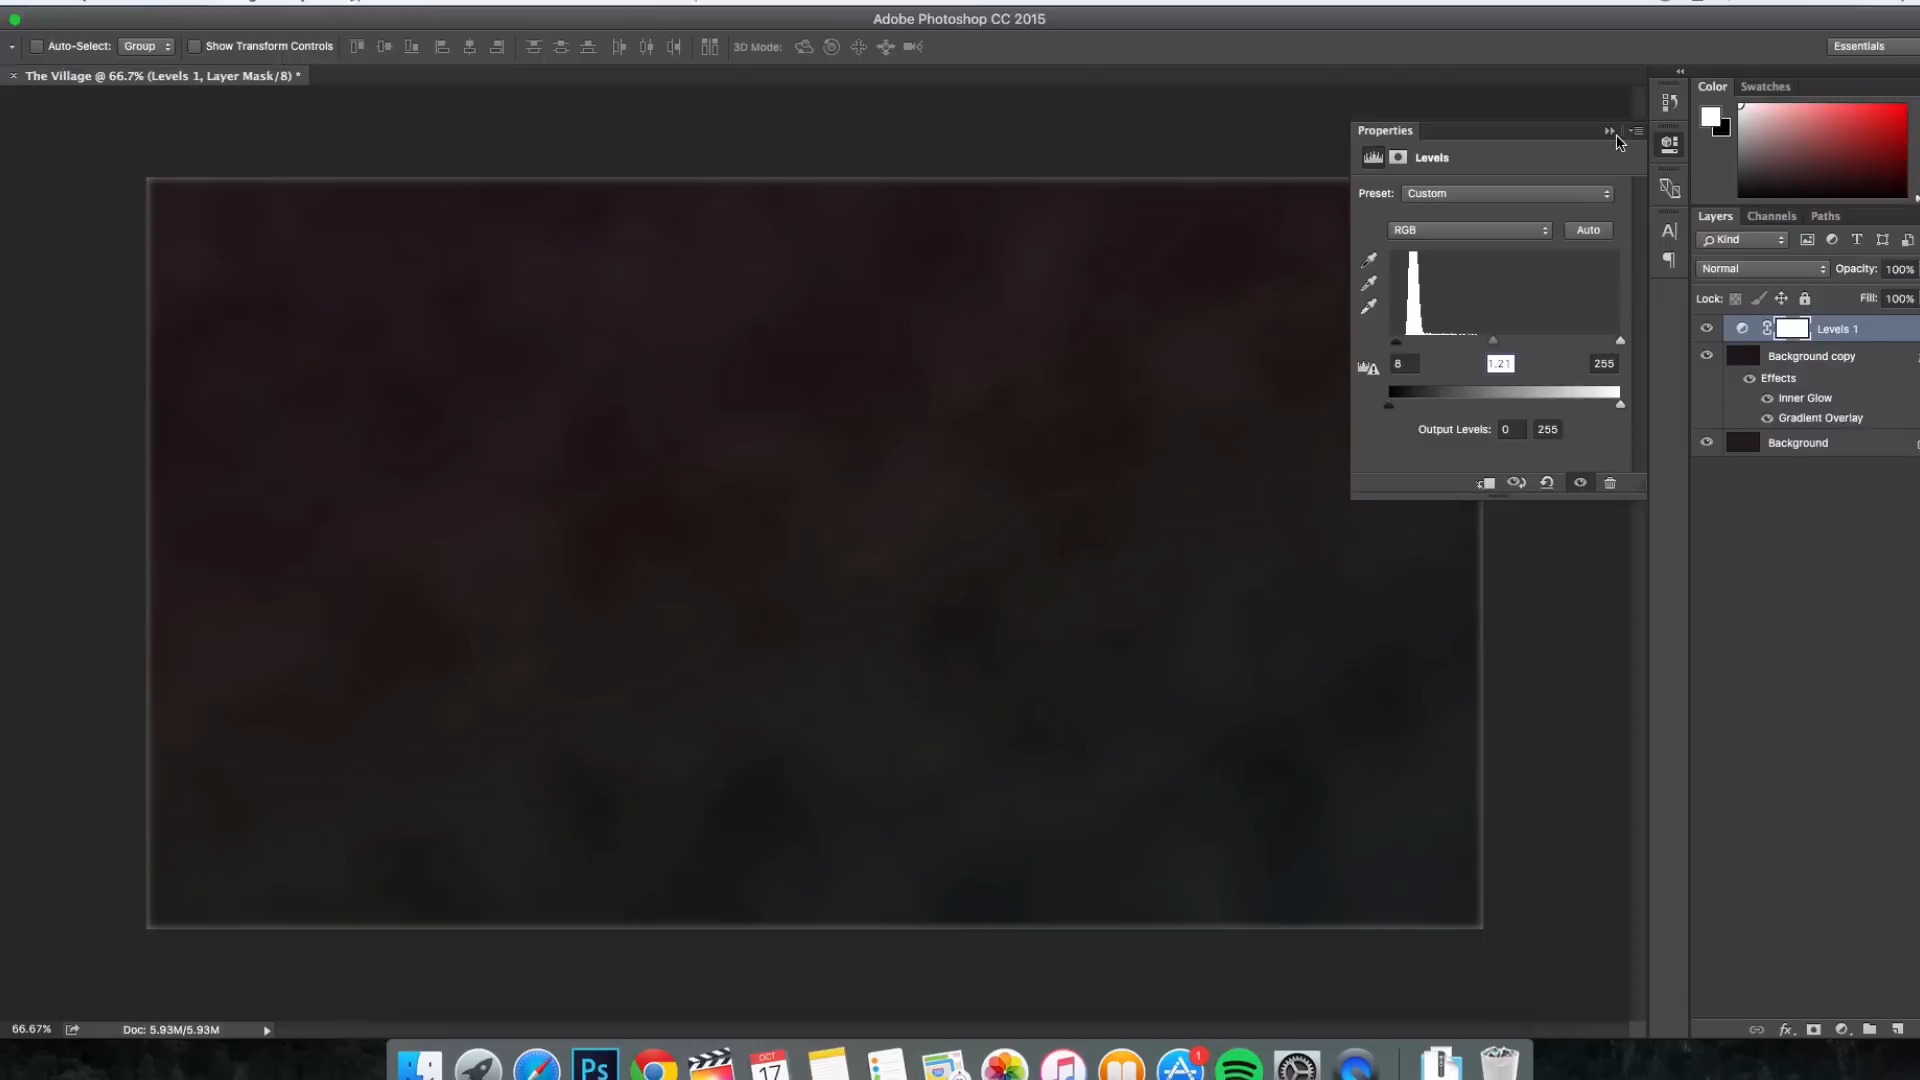 Adobe Photoshop CC 2015
Auto-Select: Group Show Transform Controls 3D Mode: Essentials
× The Village @ 66.7% (Levels 1, Layer Mask/8) *
Color Swatches
Properties
Levels
Preset: Custom
RGB Auto
8 1.21 255
Output Levels: 0 255
Layers Channels Paths
Kind
Normal Opacity: 100%
Lock: Fill: 100%
Levels 1
Background copy
Effects
Inner Glow
Gradient Overlay
Background
fx
66.67% Doc: 5.93M/5.93M
Ps OCT 17 1